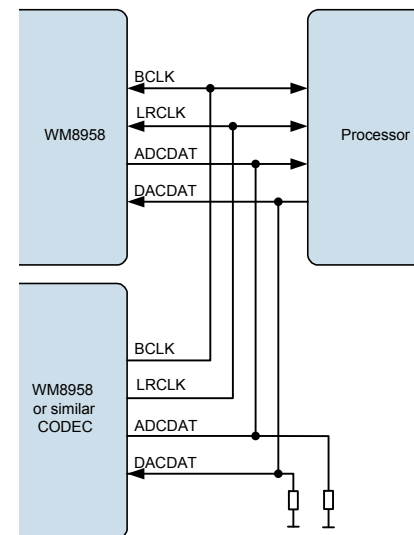 BCLK
LRCLK
WM8958
Processor
ADCDAT
DACDAT
BCLK
LRCLK
WM8958
or similar
CODEC
ADCDAT
DACDAT